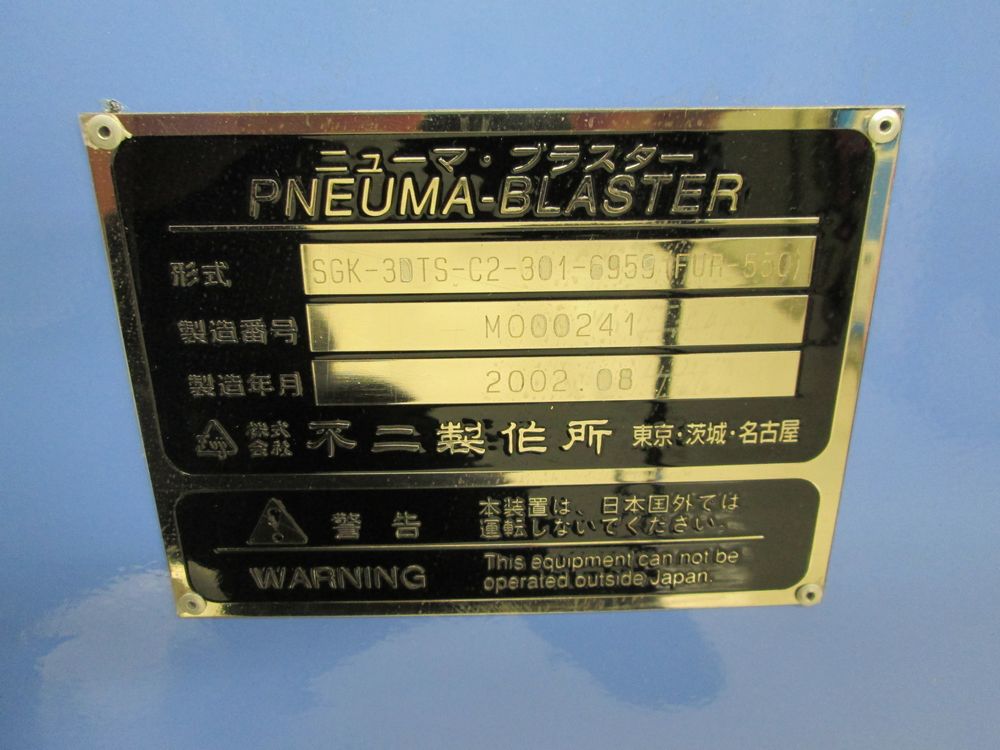 ニューマ・ブラスター
PNEUMA-BLASTER
形式 SGK-3DTS-C2-301-6959(FUR-550)
製造番号 M000241
製造年月 2002.08
株式会社 不二製作所 東京・茨城・名古屋
警告 本装置は、日本国外では
運転しないでください。
WARNING This equipment can not be
operated outside Japan.